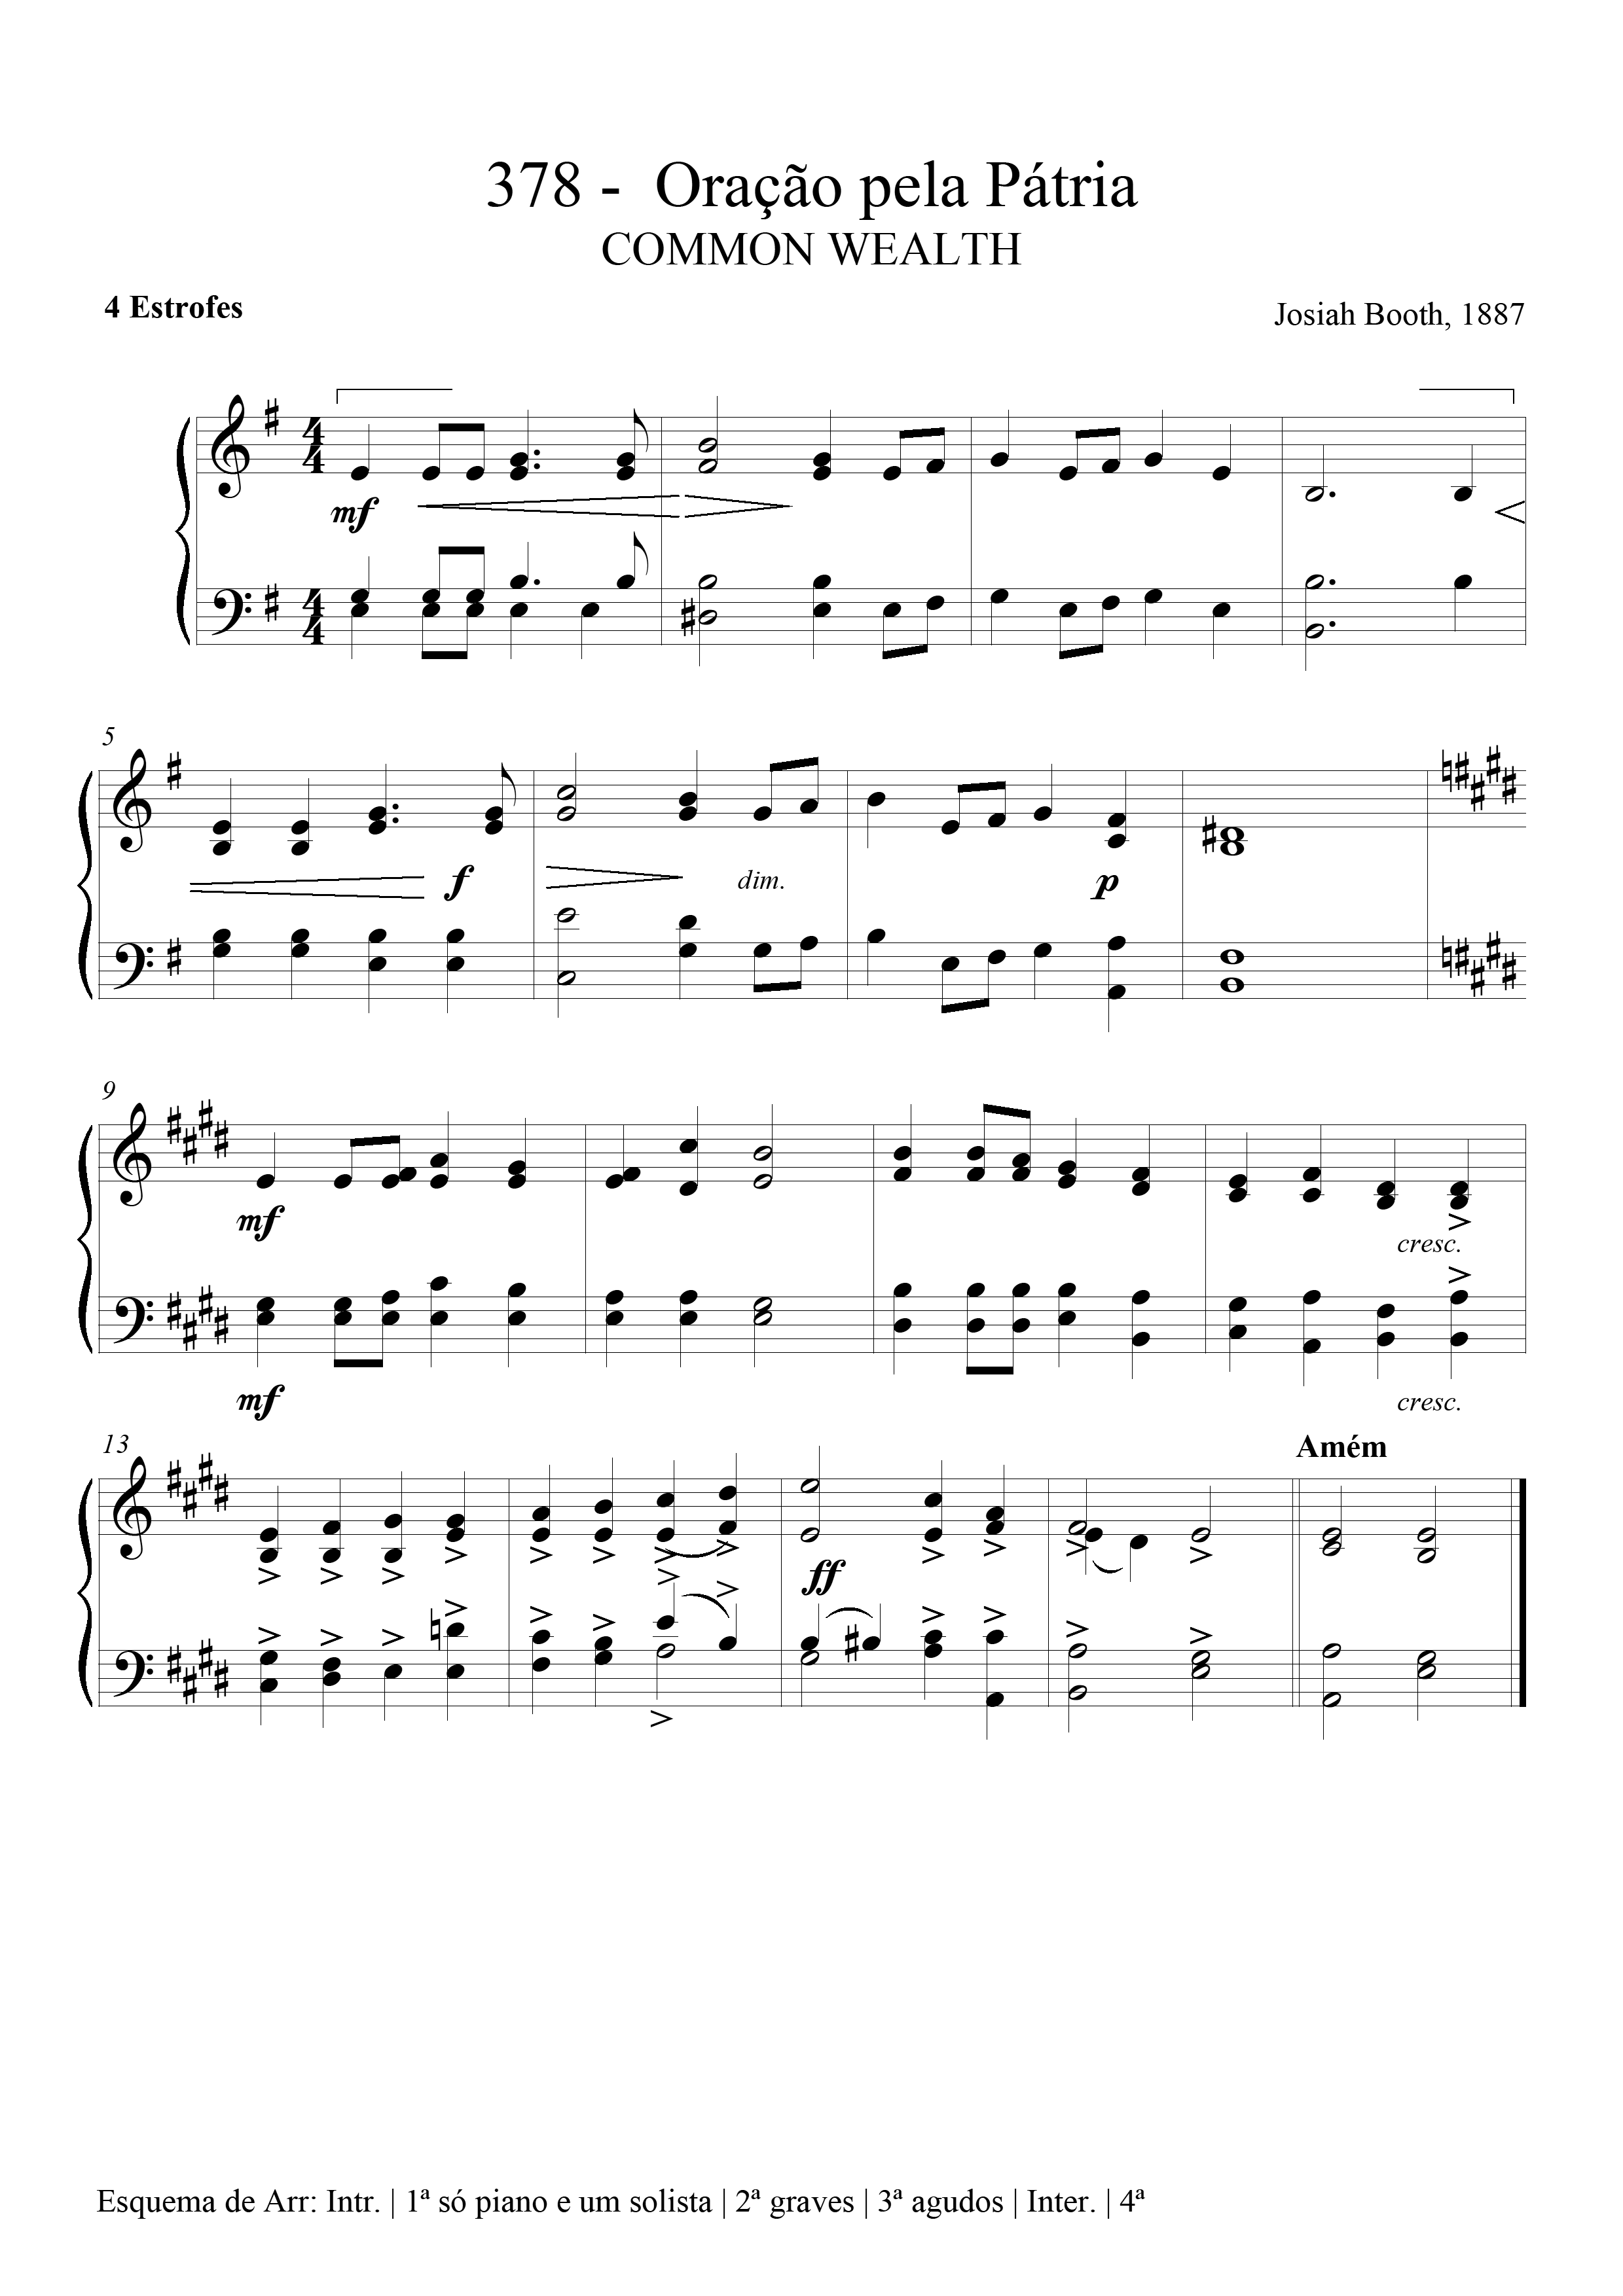 378 - Oração pela Pátria
COMMON WEALTH
4 Estrofes
Josiah Booth, 1887
4 4
mf
4 4
5
f
dim.
p
9
mf
cresc.
mf
cresc.
13
Amém
ff
Esquema de Arr: Intr. | 1ª só piano e um solista | 2ª graves | 3ª agudos | Inter. | 4ª